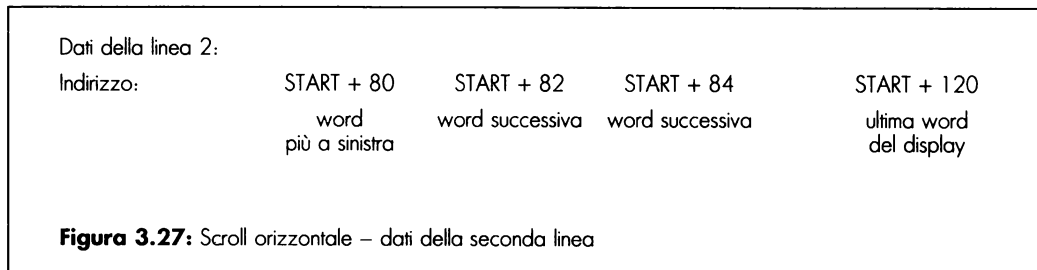 Dati della linea 2:
Indirizzo: START + 80 START + 82 START + 84 START + 120
word word successiva word successiva ultima word
più a sinistra del display
Figura 3.27: Scroll orizzontale – dati della seconda linea